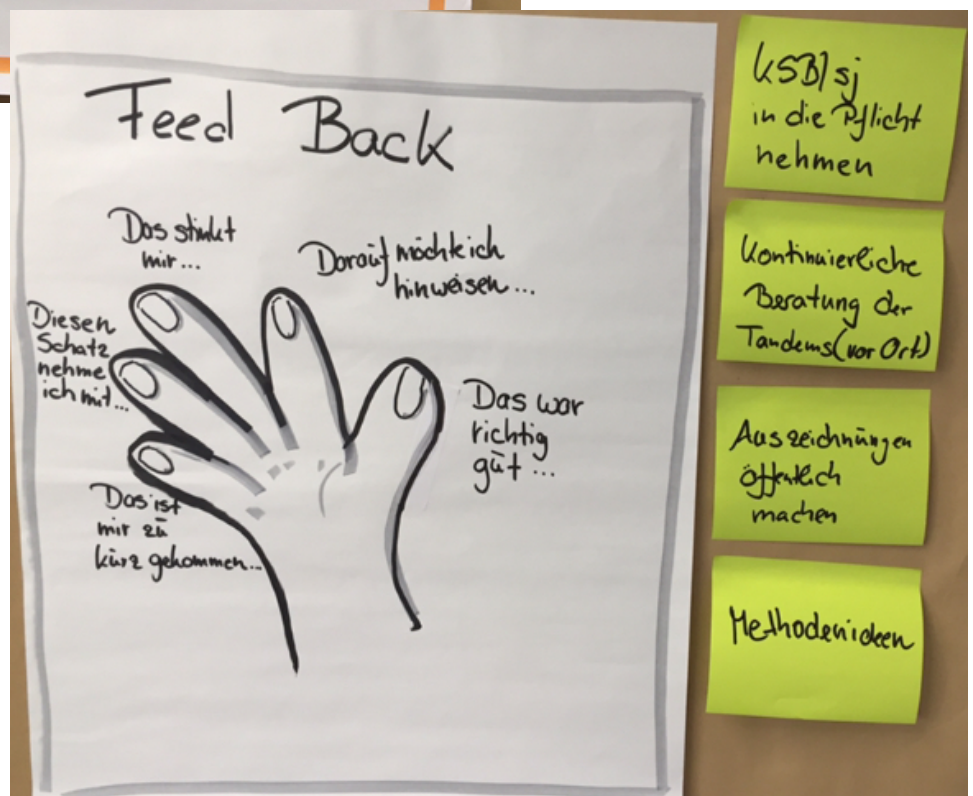 Feed Back
Das stinkt
mir...
Darauf möchte ich
hinweisen...
Diesen
Schatz
nehme
ich mit...
Das war
richtig
gut...
Das ist
mir zu
kurz gekommen...
KSB/sj
in die Pflicht
nehmen
Kontinuierliche
Beratung der
Tandems (vor Ort)
Auszeichnungen
öffentlich
machen
Methodenideen